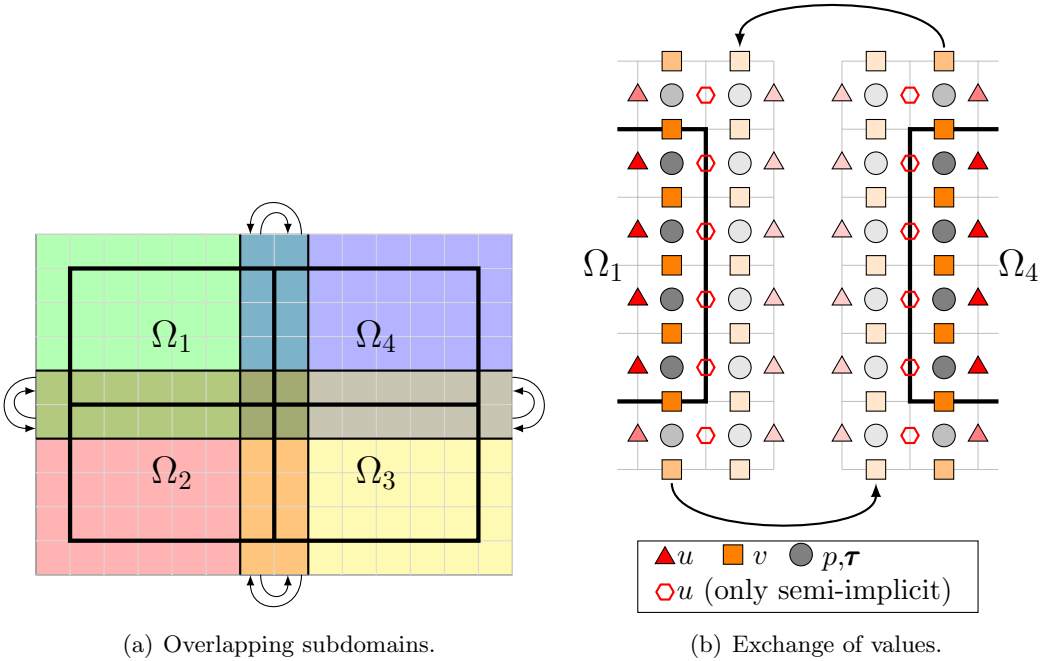 Ω₁ Ω₄
Ω₂ Ω₃
Ω₁ Ω₄
u v p,τ
u (only semi-implicit)
(a) Overlapping subdomains. (b) Exchange of values.